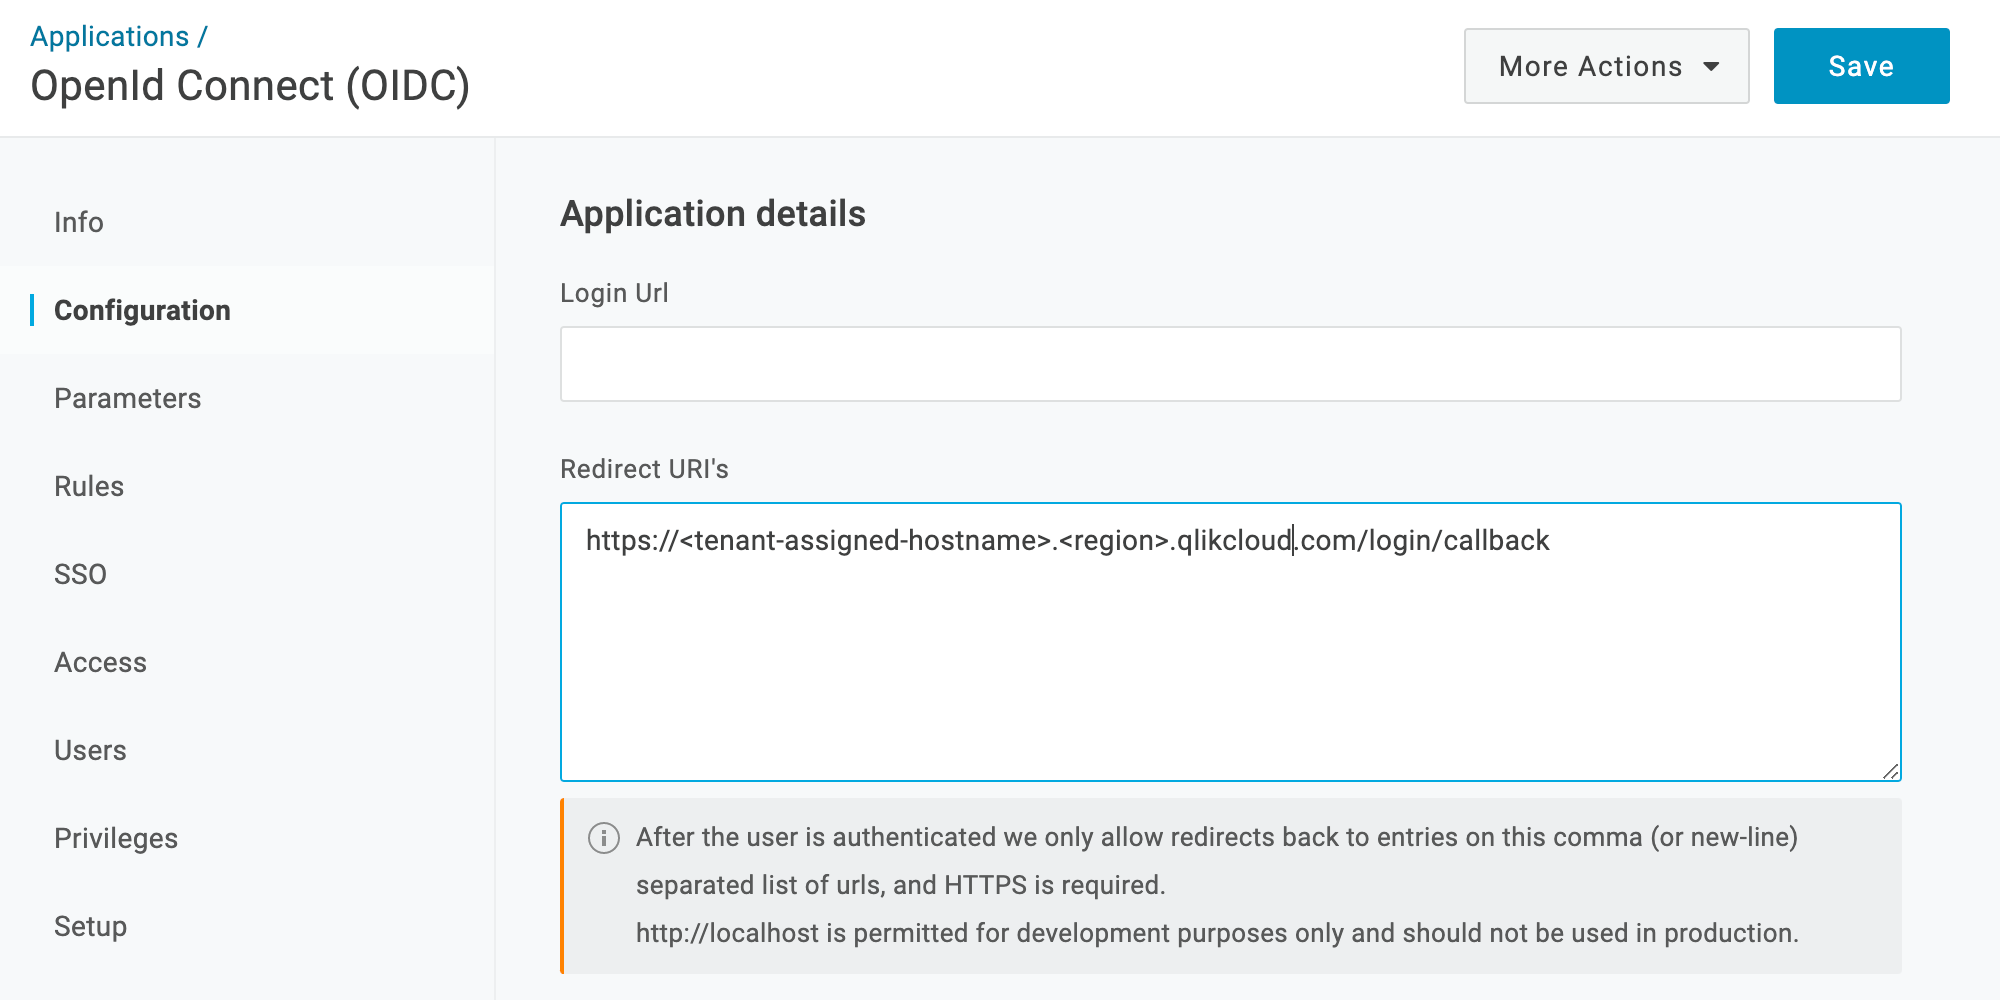 Applications /
OpenId Connect (OIDC)
More Actions
Save
Info
Configuration
Parameters
Rules
SSO
Access
Users
Privileges
Setup
Application details
Login Url
Redirect URI's
https://<tenant-assigned-hostname>.<region>.qlikcloud.com/login/callback
After the user is authenticated we only allow redirects back to entries on this comma (or new-line)
separated list of urls, and HTTPS is required.
http://localhost is permitted for development purposes only and should not be used in production.